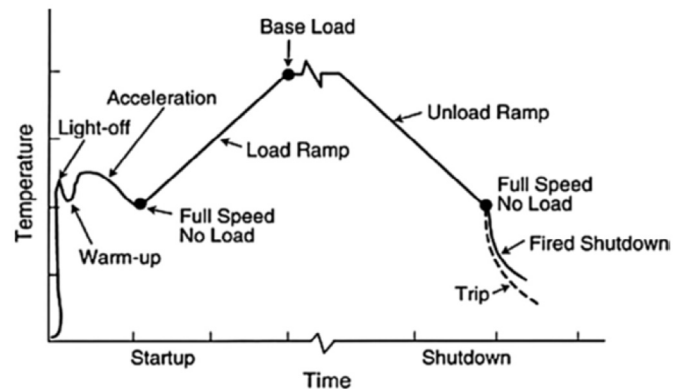 Base Load
Acceleration
Light-off
Unload Ramp
Load Ramp
Temperature
Full Speed
No Load
Full Speed
No Load
Warm-up
Fired Shutdown
Trip
Startup
Shutdown
Time